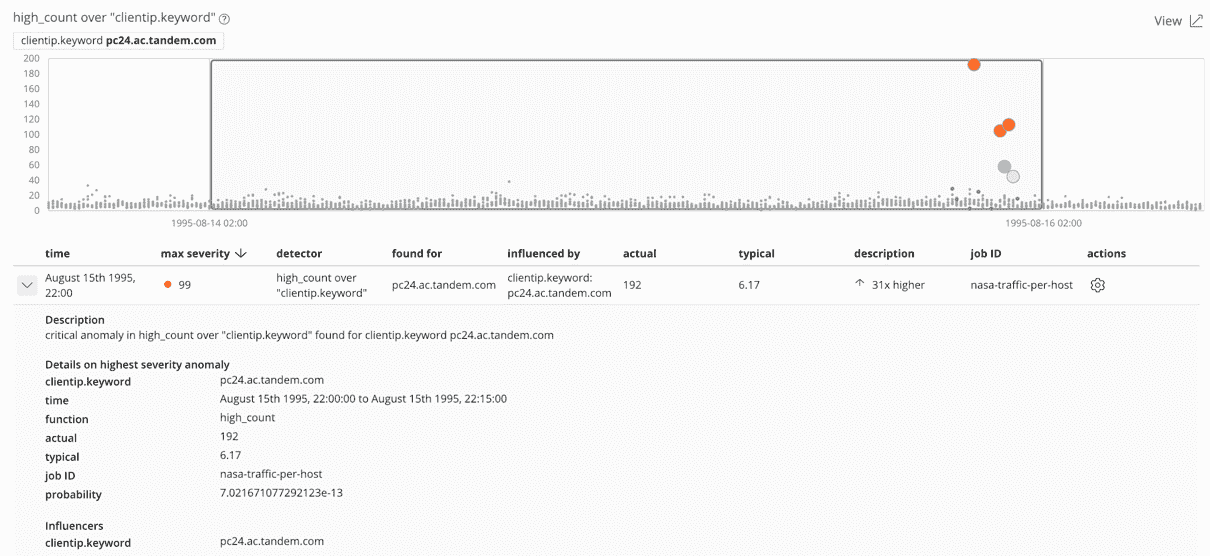 high_count over "clientip.keyword"
View
clientip.keyword pc24.ac.tandem.com
200
180
160
140
120
100
80
60
40
20
0
1995-08-14 02:00 1995-08-16 02:00
time max severity detector found for influenced by actual typical description job ID actions
August 15th 1995, 22:00 99 high_count over "clientip.keyword" pc24.ac.tandem.com clientip.keyword: pc24.ac.tandem.com 192 6.17 31x higher nasa-traffic-per-host
Description
critical anomaly in high_count over "clientip.keyword" found for clientip.keyword pc24.ac.tandem.com
Details on highest severity anomaly
clientip.keyword pc24.ac.tandem.com
time August 15th 1995, 22:00:00 to August 15th 1995, 22:15:00
function high_count
actual 192
typical 6.17
job ID nasa-traffic-per-host
probability 7.021671077292123e-13
Influencers
clientip.keyword pc24.ac.tandem.com